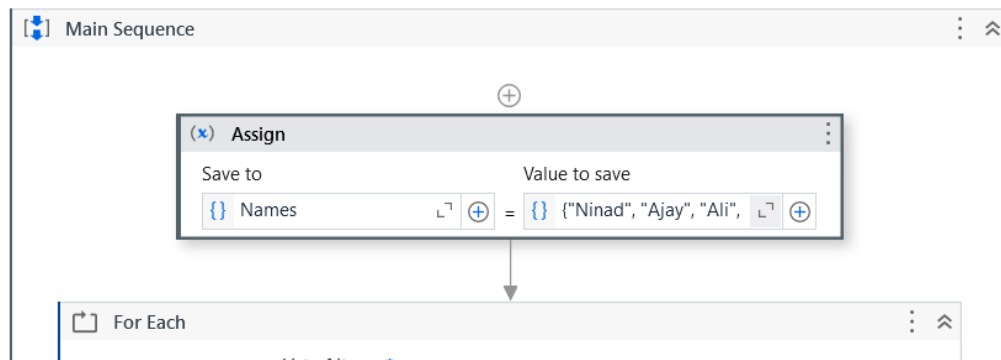 Main Sequence
(x) Assign
Save to
Value to save
{} Names
=
{} {"Ninad", "Ajay", "Ali",
For Each